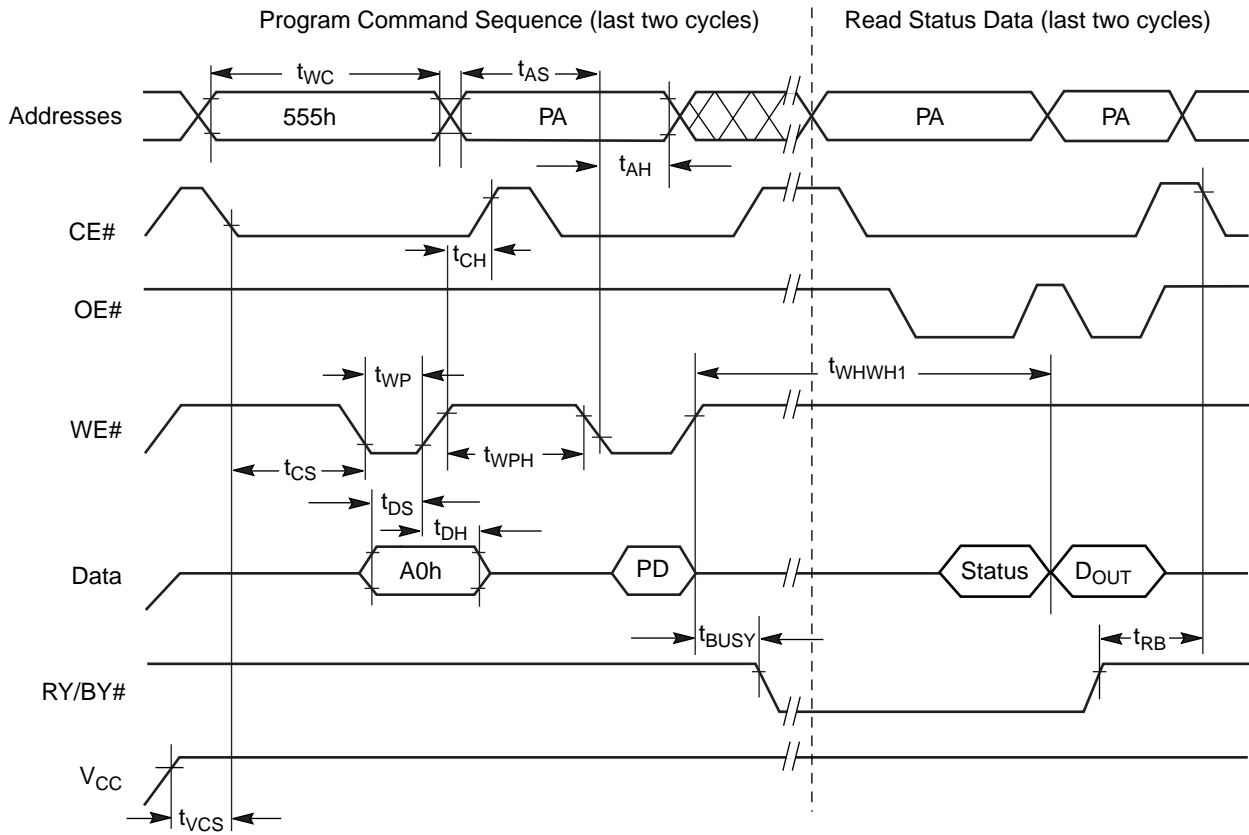 Program Command Sequence (last two cycles)
Read Status Data (last two cycles)
tWC
tAS
Addresses
555h
PA
PA
PA
tAH
CE#
tCH
OE#
tWP
tWHWH1
WE#
tCS
tWPH
tDS
tDH
Data
A0h
PD
Status
DOUT
tBUSY
tRB
RY/BY#
VCC
tVCS